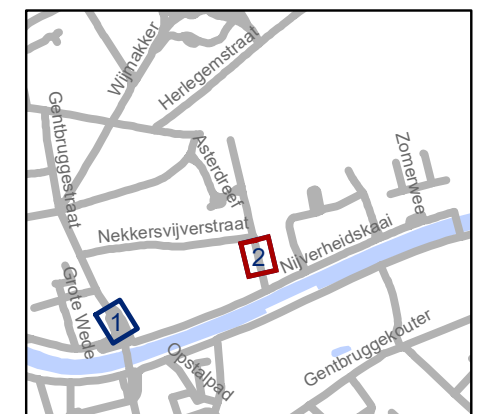 Wijmakker
Herlegemstraat
Gentbruggestraat
Asterdreef
Zomerwee
Nekkersvijverstraat
2
Nijverheidskaai
Grote Wede
1
Opstalpad
Gentbruggekouter